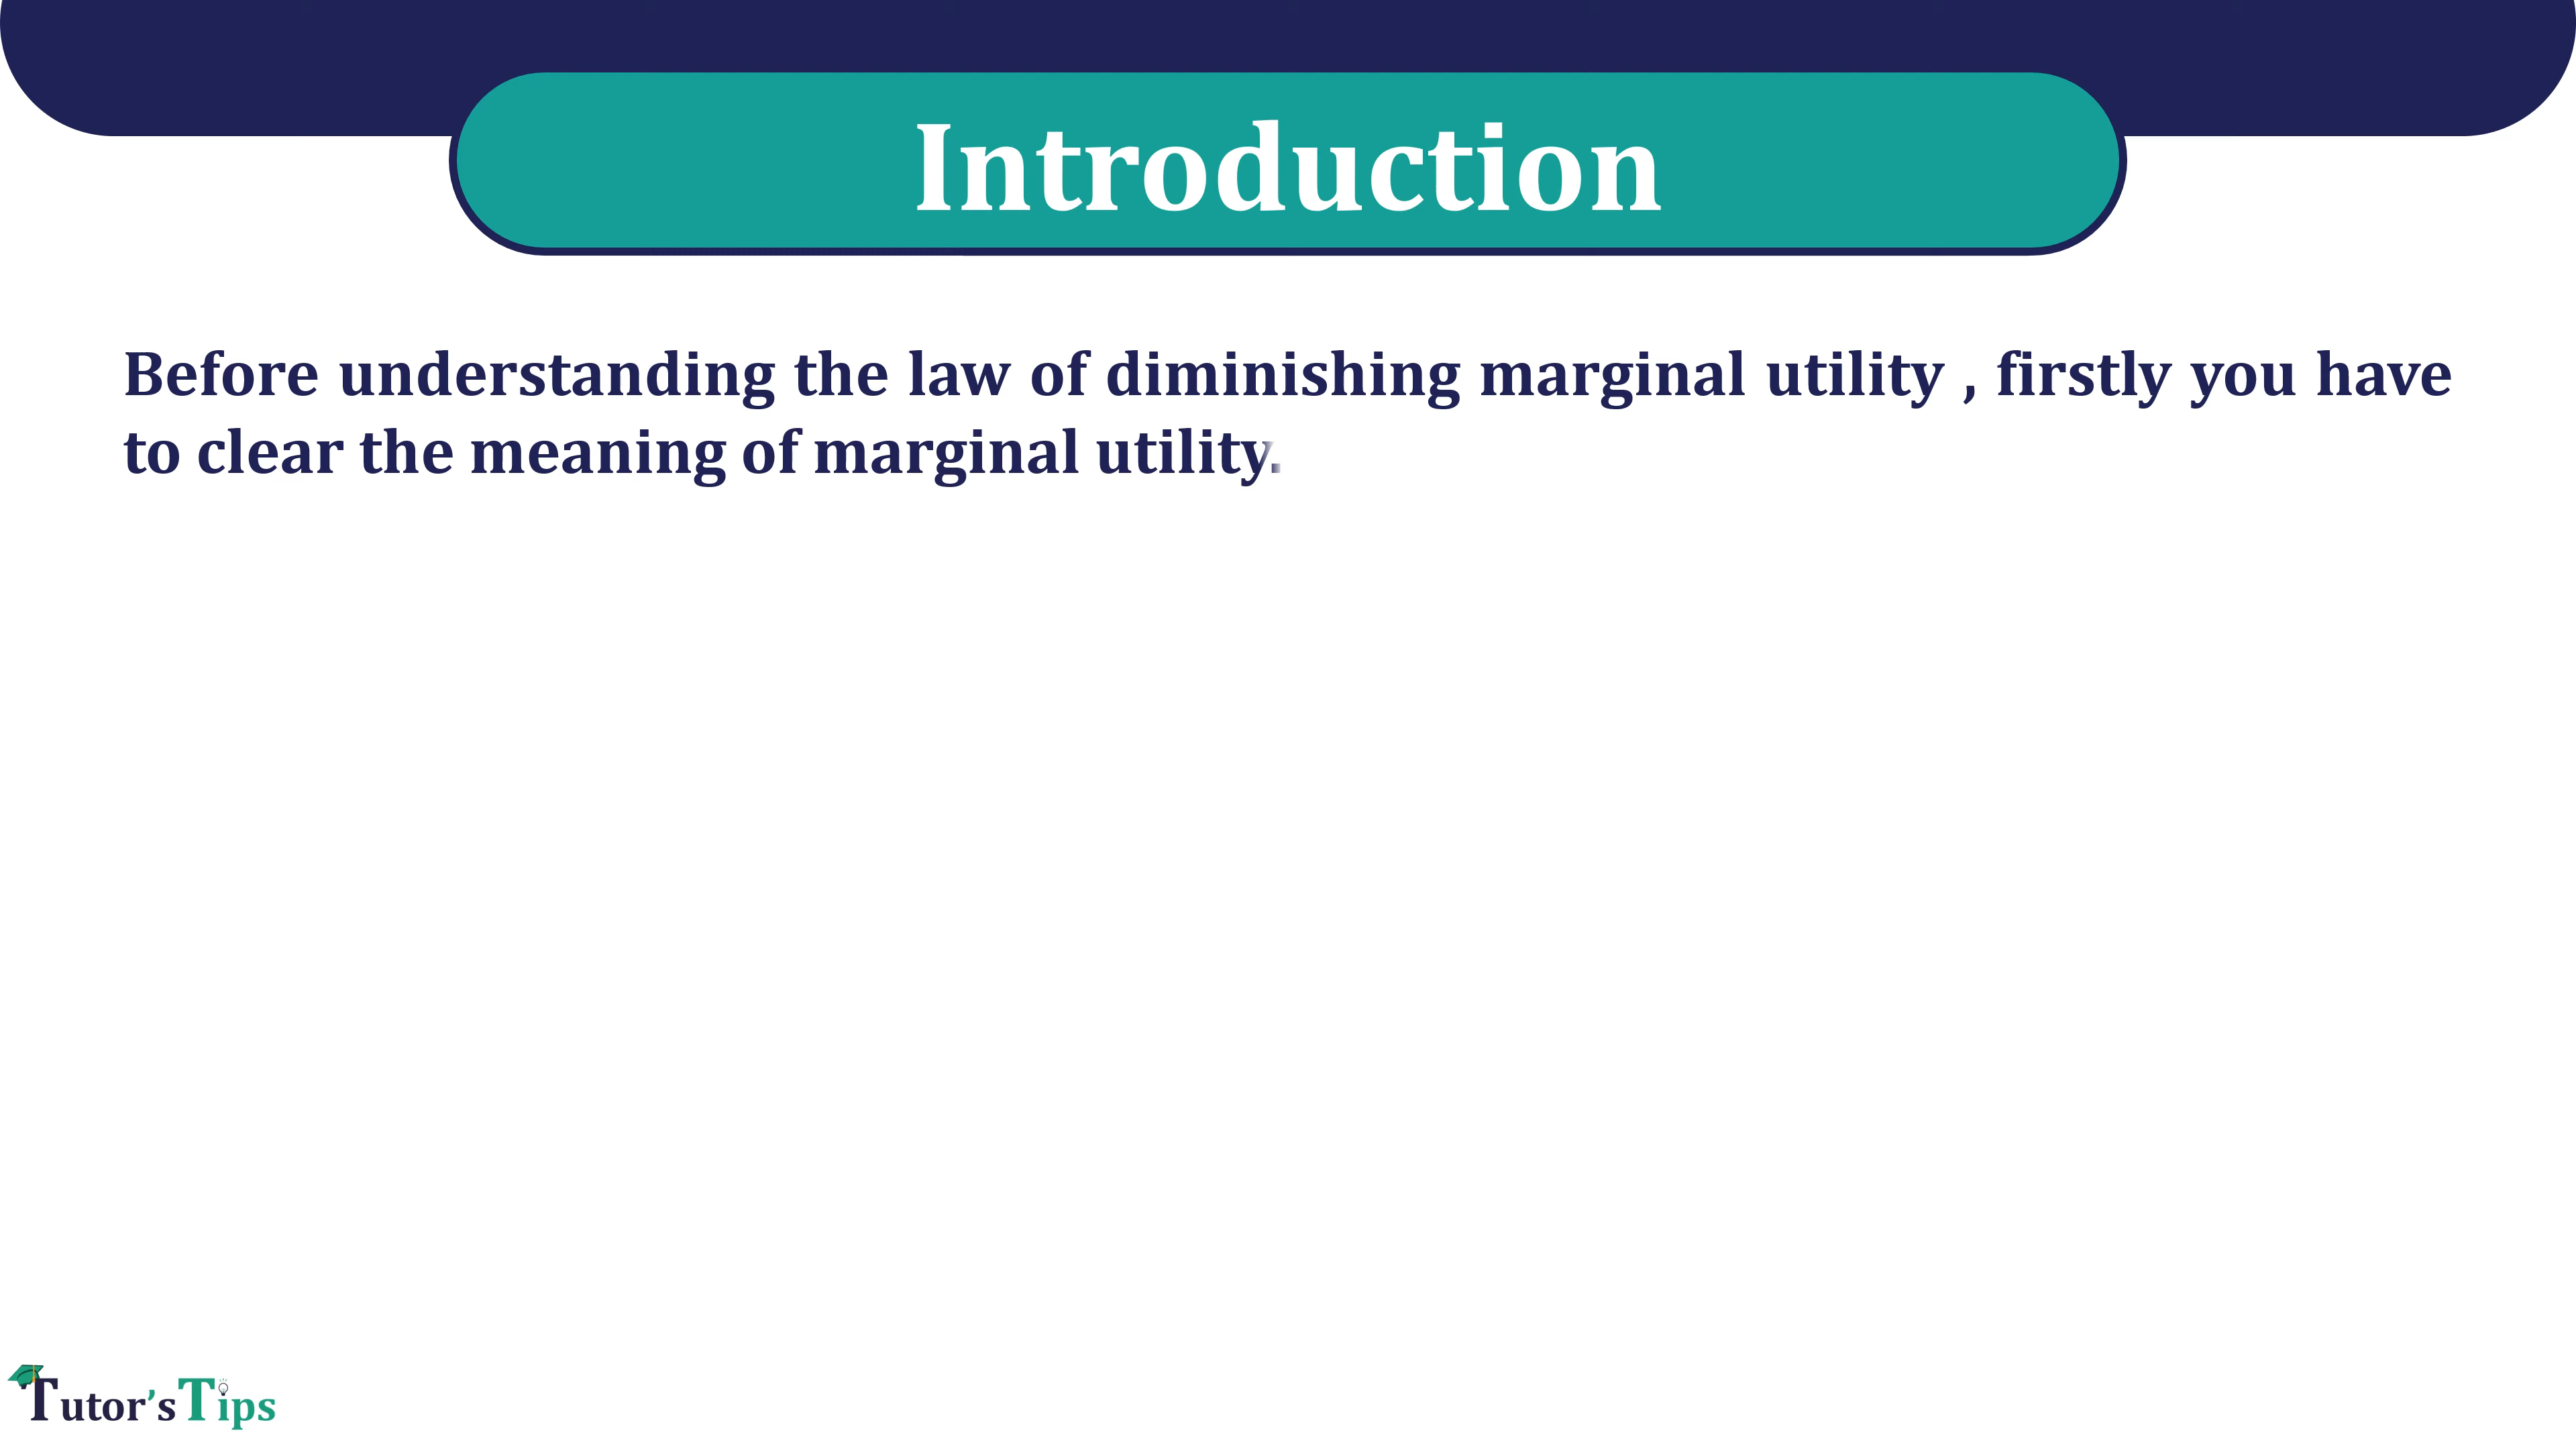 Introduction
Before understanding the law of diminishing marginal utility , firstly you have
to clear the meaning of marginal utility.
Tutor's Tips